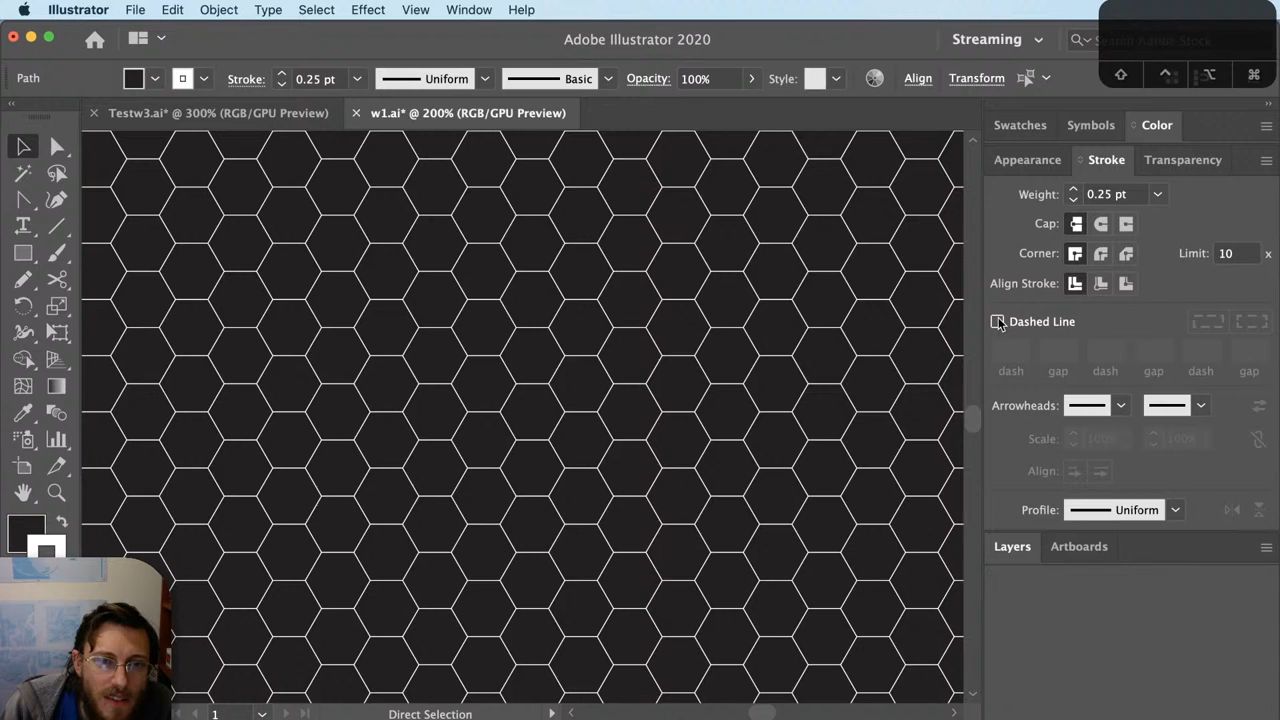 Illustrator File Edit Object Type Select Effect View Window Help
Adobe Illustrator 2020
Streaming
Path Stroke: 0.25 pt Uniform Basic Opacity: 100% Style: Align Transform
Testw3.ai* @ 300% (RGB/GPU Preview) w1.ai* @ 200% (RGB/GPU Preview)
Swatches Symbols Color
Appearance Stroke Transparency
Weight: 0.25 pt
Cap:
Corner: Limit: 10 x
Align Stroke:
Dashed Line
dash gap dash gap dash gap
Arrowheads:
Scale: 100% 100%
Align:
Profile: Uniform
Layers Artboards
1 Direct Selection